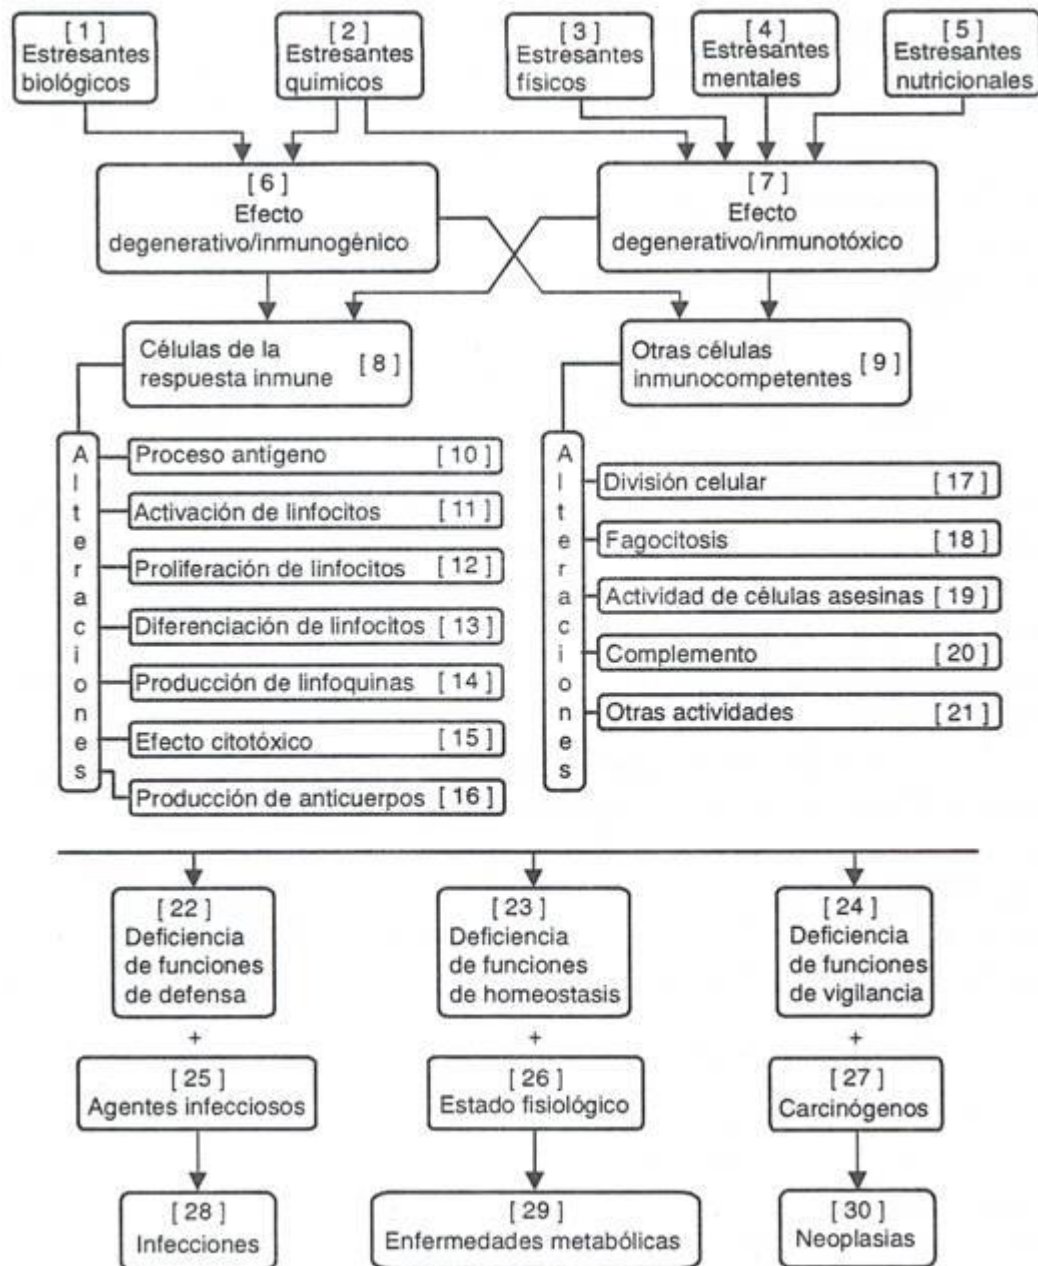 [ 1 ]
Estresantes
biológicos
[ 2 ]
Estresantes
químicos
[ 3 ]
Estresantes
físicos
[ 4 ]
Estresantes
mentales
[ 5 ]
Estresantes
nutricionales
[ 6 ]
Efecto
degenerativo/inmunogénico
[ 7 ]
Efecto
degenerativo/inmunotóxico
Células de la
respuesta inmune [ 8 ]
Otras células
inmunocompetentes [ 9 ]
Alteraciones
Proceso antígeno [ 10 ]
Activación de linfocitos [ 11 ]
Proliferación de linfocitos [ 12 ]
Diferenciación de linfocitos [ 13 ]
Producción de linfoquinas [ 14 ]
Efecto citotóxico [ 15 ]
Producción de anticuerpos [ 16 ]
Alteraciones
División celular [ 17 ]
Fagocitosis [ 18 ]
Actividad de células asesinas [ 19 ]
Complemento [ 20 ]
Otras actividades [ 21 ]
[ 22 ]
Deficiencia
de funciones
de defensa
[ 23 ]
Deficiencia
de funciones
de homeostasis
[ 24 ]
Deficiencia
de funciones
de vigilancia
+
+
+
[ 25 ]
Agentes infecciosos
[ 26 ]
Estado fisiológico
[ 27 ]
Carcinógenos
[ 28 ]
Infecciones
[ 29 ]
Enfermedades metabólicas
[ 30 ]
Neoplasias